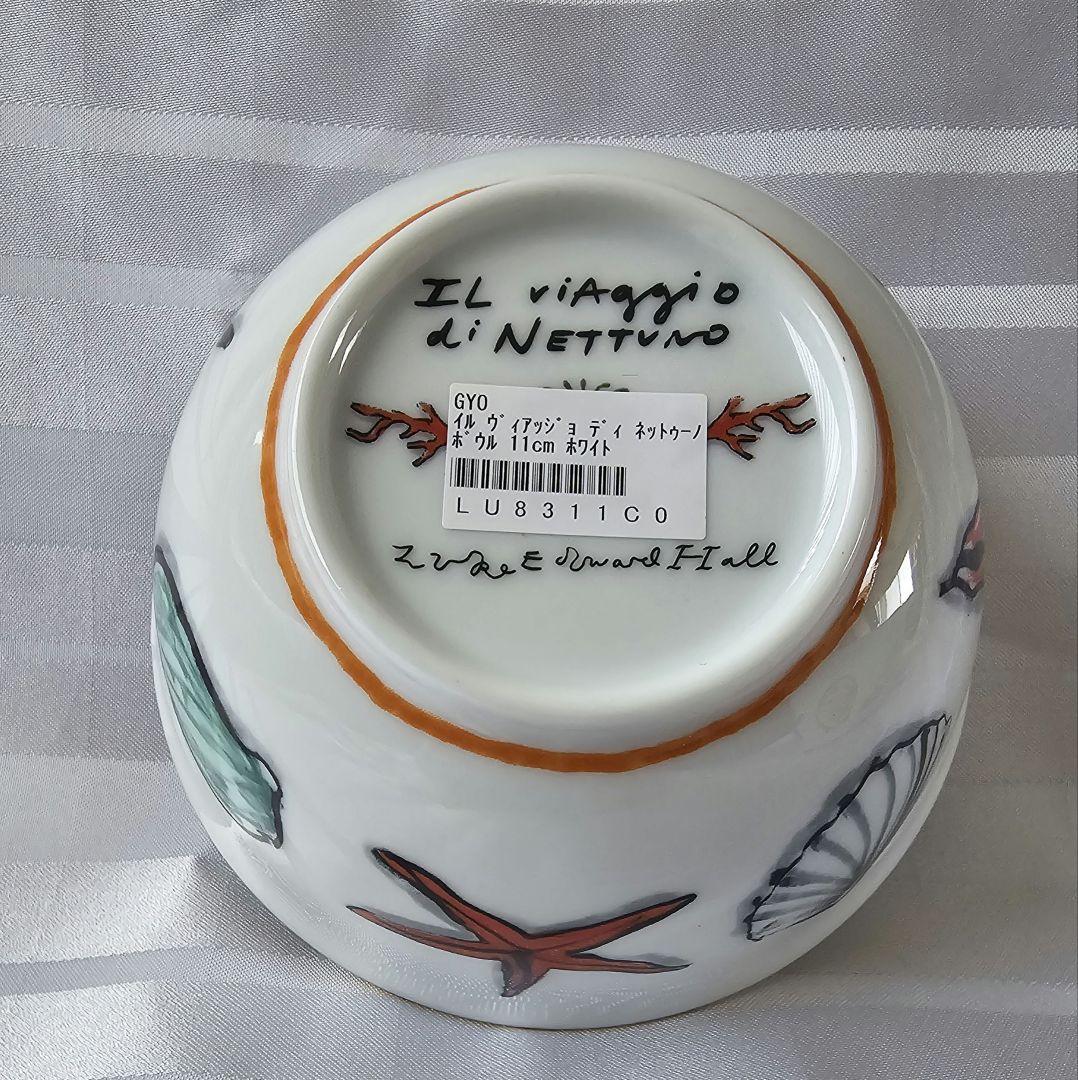 IL viAggio
di NETTUNO
GYO
ｲﾙ ヴｨｱｯｼﾞｮ ﾃﾞｨ ﾈｯﾄｩｰﾉ
ﾎﾞｳﾙ 11cm ﾎﾜｲﾄ
LU8311C0
Luke Edward Hall